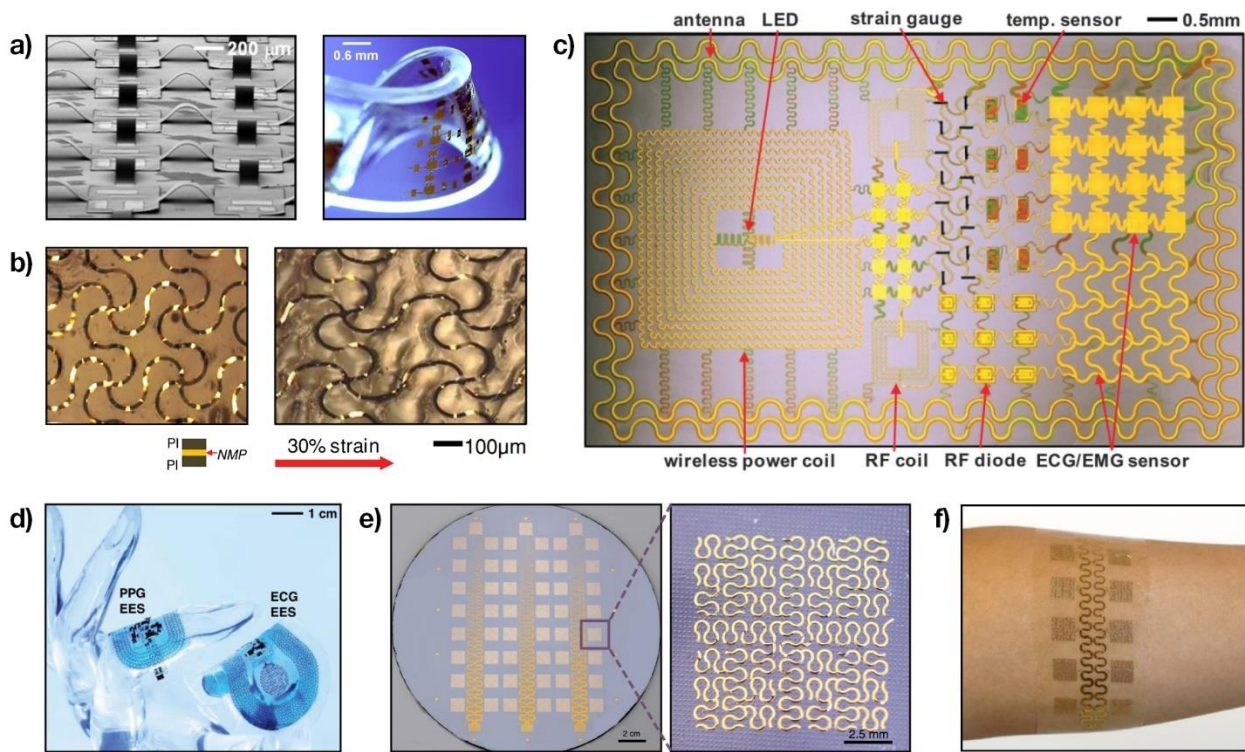 a)
200 µm
0.6 mm
b)
PI
NMP
PI
30% strain
100µm
c)
antenna
LED
strain gauge
temp. sensor
0.5mm
wireless power coil
RF coil
RF diode
ECG/EMG sensor
d)
1 cm
PPG
EES
ECG
EES
e)
2 cm
2.5 mm
f)